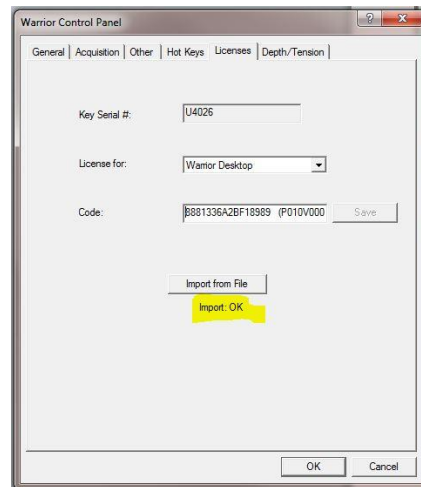 Warrior Control Panel
General Acquisition Other Hot Keys Licenses Depth/Tension
Key Serial #: U4026
License for: Warrior Desktop
Code: 8881336A2BF18989 (P010V000 Save
Import from File
Import: OK
OK Cancel